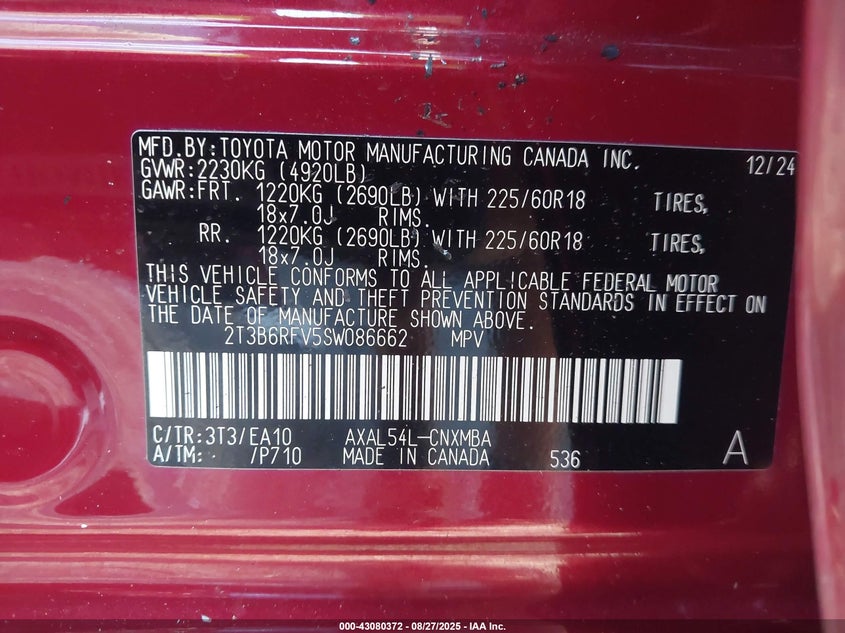 MFD.BY:TOYOTA MOTOR MANUFACTURING CANADA INC. 12/24
GVWR:2230KG (4920LB)
GAWR:FRT. 1220KG (2690LB) WITH 225/60R18 TIRES,
18x7.0J RIMS.
RR. 1220KG (2690LB) WITH 225/60R18 TIRES,
18x7.0J RIMS.
THIS VEHICLE CONFORMS TO ALL APPLICABLE FEDERAL MOTOR
VEHICLE SAFETY AND THEFT PREVENTION STANDARDS IN EFFECT ON
THE DATE OF MANUFACTURE SHOWN ABOVE.
2T3B6RFV5SW086662 MPV
C/TR:3T3/EA10 AXAL54L-CNXMBA
A/TM: /P710 MADE IN CANADA 536 A
000-43080372 - 08/27/2025 - IAA Inc.